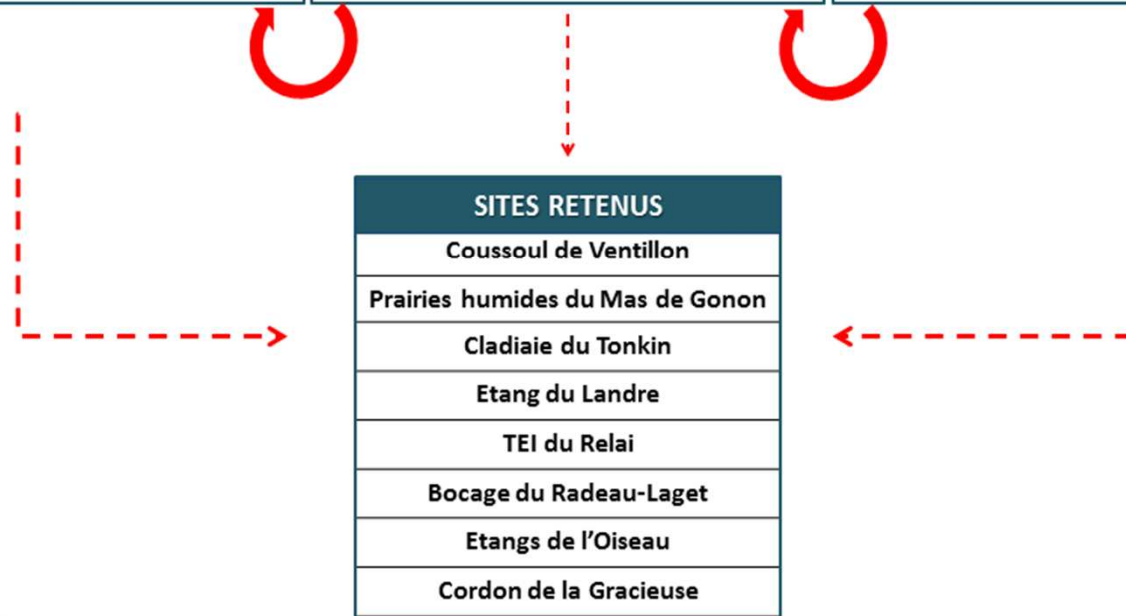 SITES RETENUS
Coussoul de Ventillon
Prairies humides du Mas de Gonon
Cladiaie du Tonkin
Etang du Landre
TEI du Relai
Bocage du Radeau-Laget
Etangs de l'Oiseau
Cordon de la Gracieuse